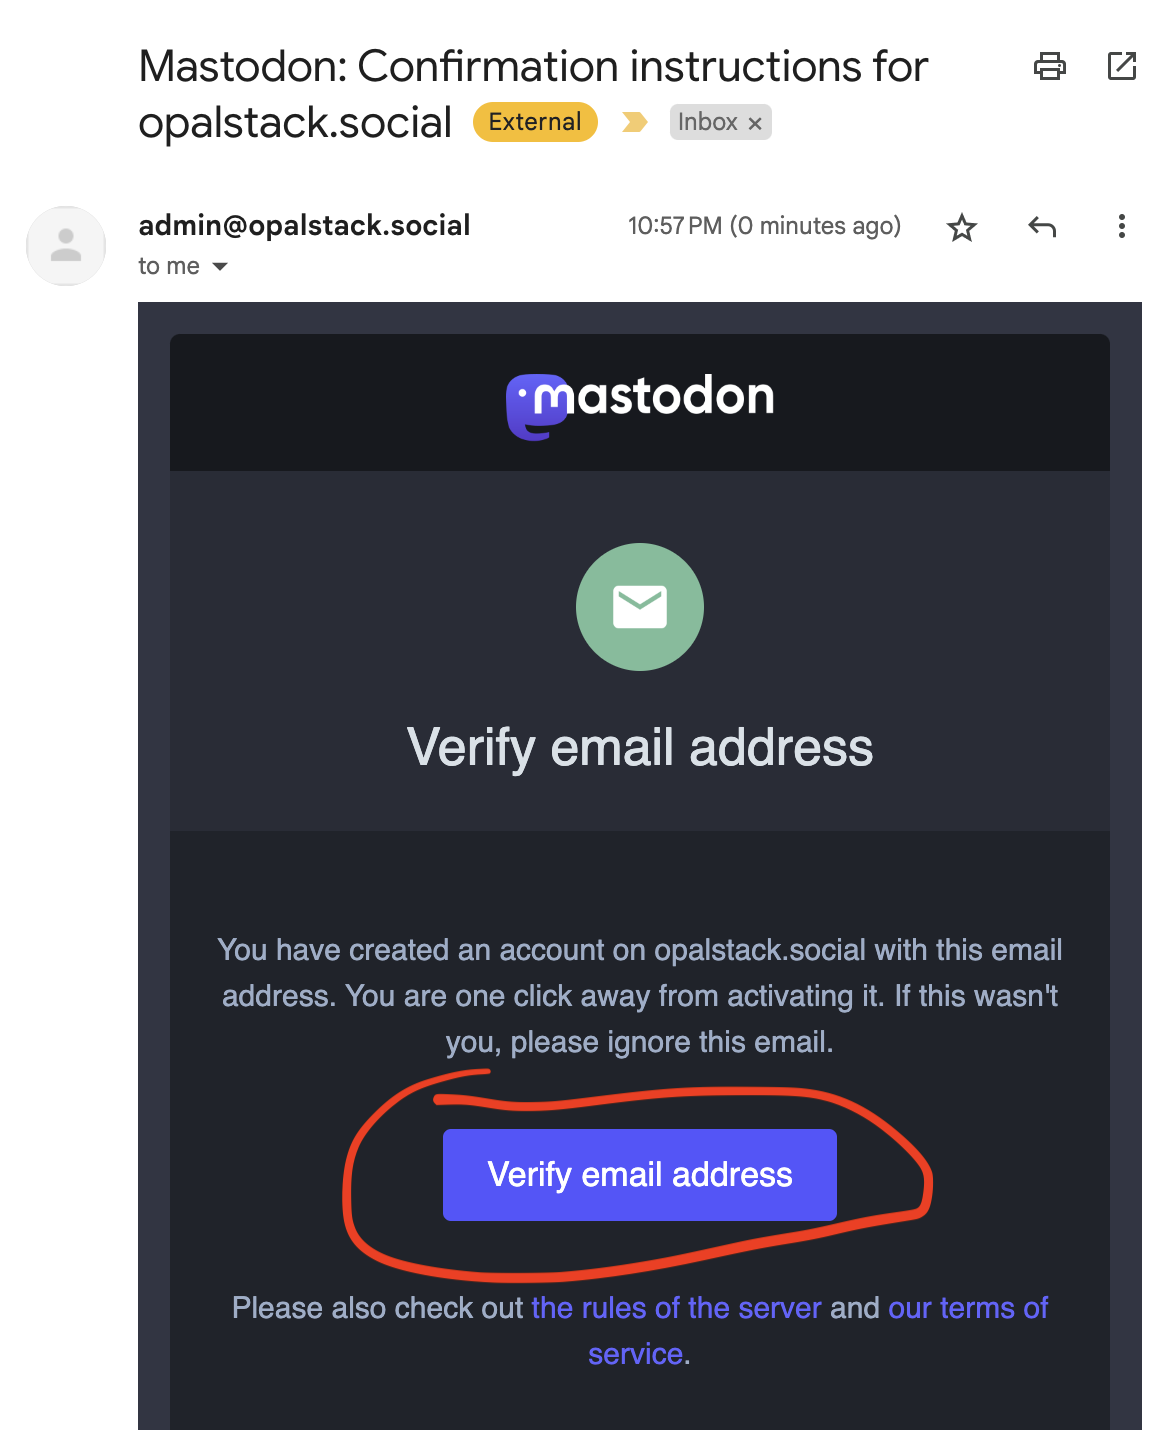 Mastodon: Confirmation instructions for
opalstack.social External Inbox ×
admin@opalstack.social 10:57 PM (0 minutes ago)
to me
mastodon
Verify email address
You have created an account on opalstack.social with this email
address. You are one click away from activating it. If this wasn't
you, please ignore this email.
Verify email address
Please also check out the rules of the server and our terms of
service.